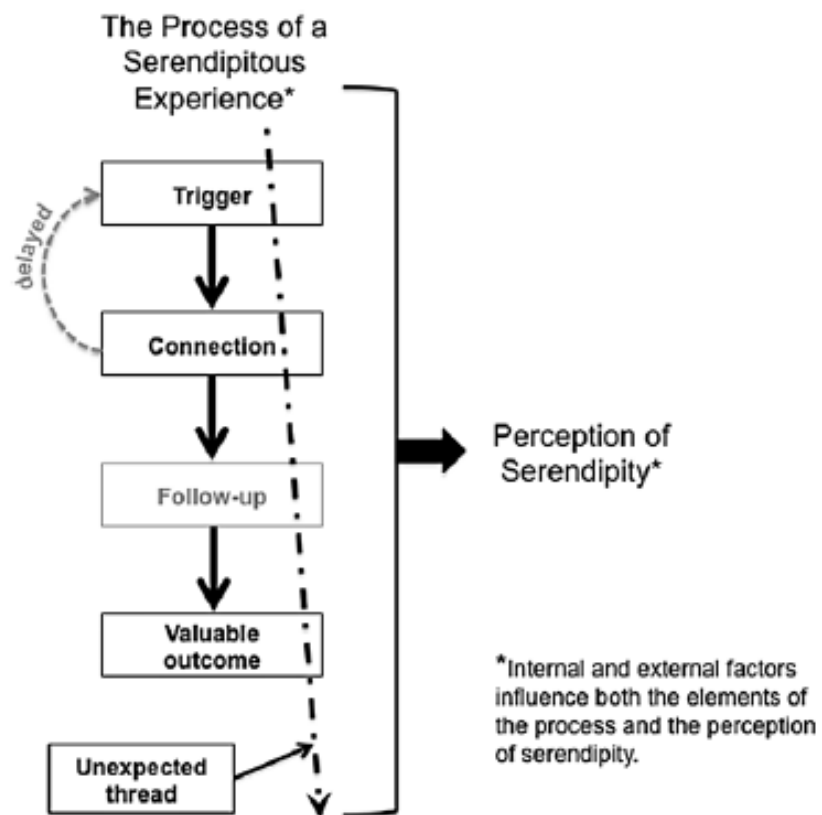 The Process of a
Serendipitous
Experience*
Trigger
delayed
Connection
Follow-up
Valuable
outcome
Unexpected
thread
Perception of
Serendipity*
*Internal and external factors
influence both the elements of
the process and the perception
of serendipity.